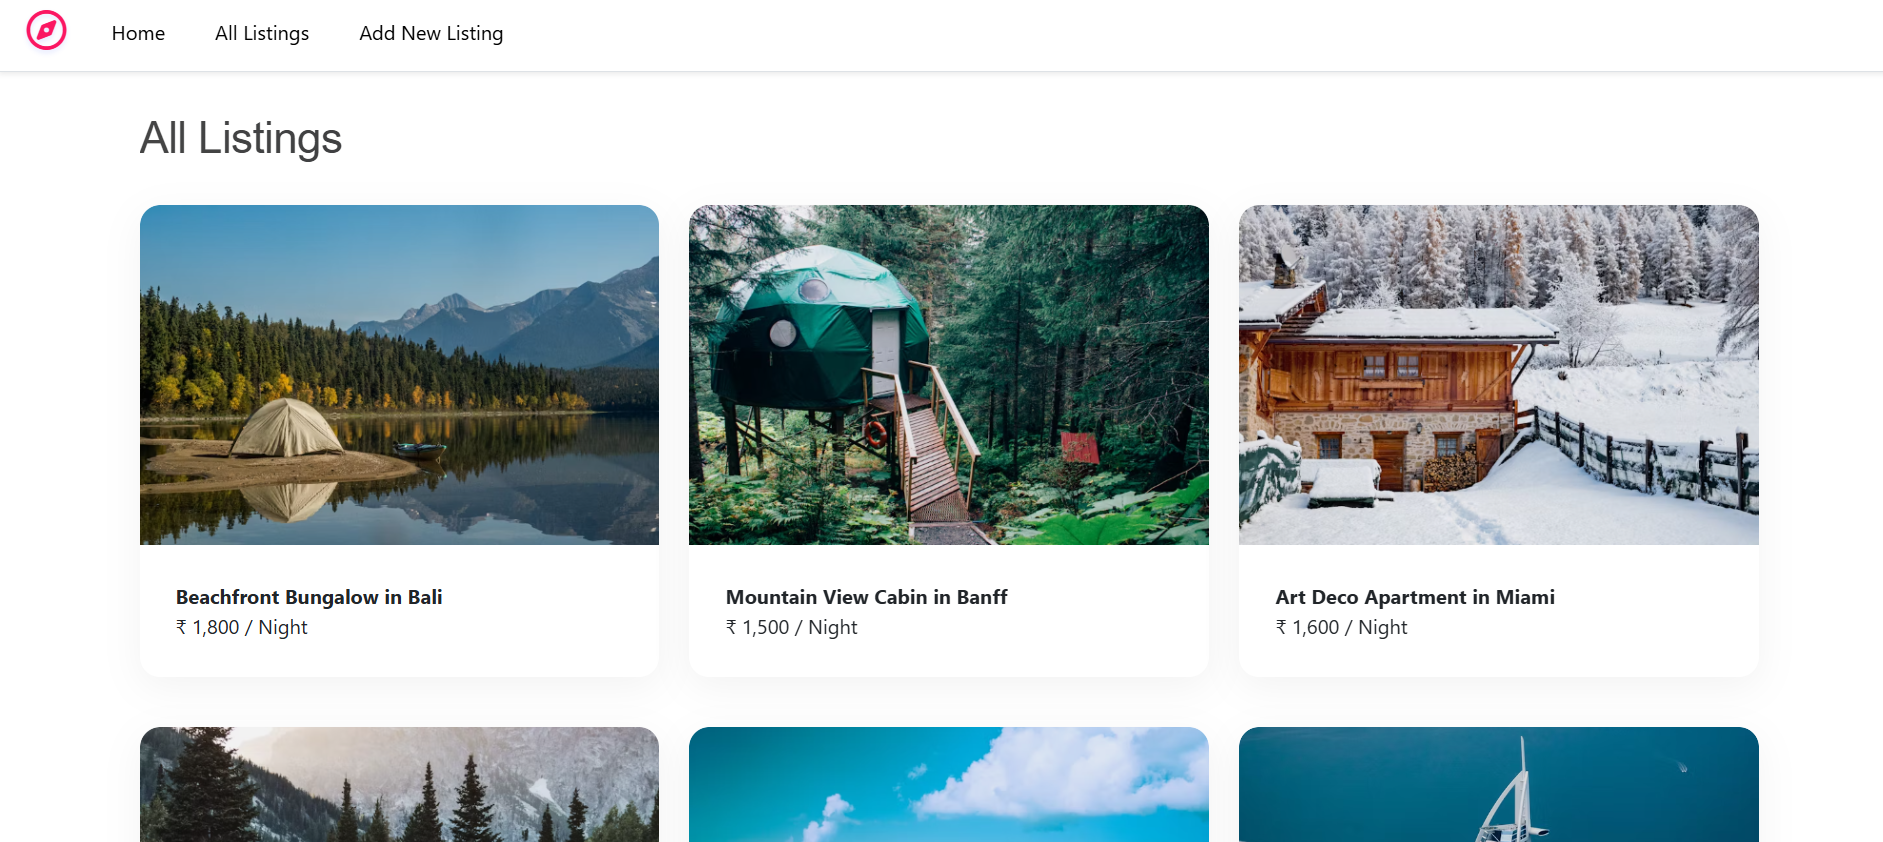 Home All Listings Add New Listing
All Listings
Beachfront Bungalow in Bali
₹ 1,800 / Night
Mountain View Cabin in Banff
₹ 1,500 / Night
Art Deco Apartment in Miami
₹ 1,600 / Night